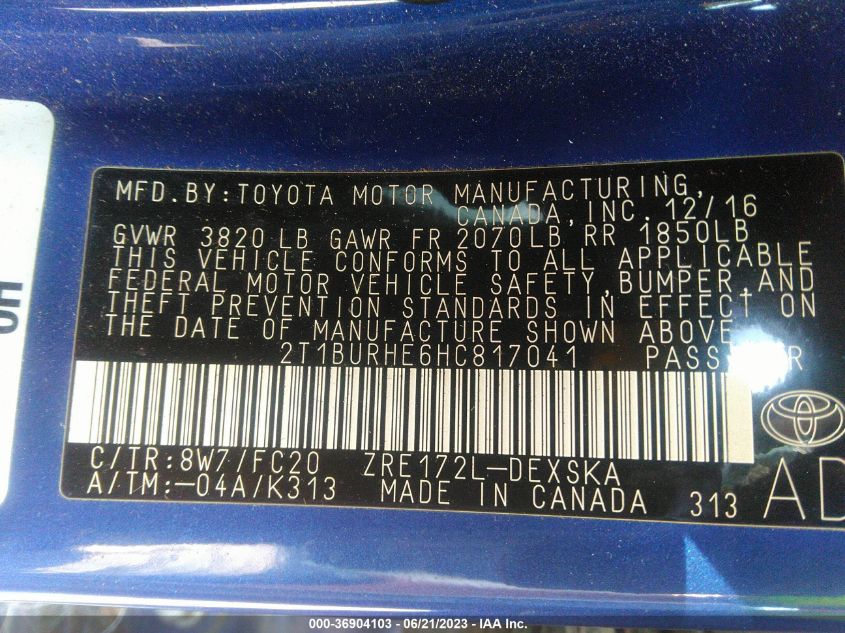 MFD.BY:TOYOTA MOTOR MANUFACTURING,
CANADA,INC. 12/16
GVWR 3820 LB GAWR FR 2070LB RR 1850LB
THIS VEHICLE CONFORMS TO ALL APPLICABLE
FEDERAL MOTOR VEHICLE SAFETY,BUMPER,AND
THEFT PREVENTION STANDARDS IN EFFECT ON
THE DATE OF MANUFACTURE SHOWN ABOVE.
2T1BURHE6HC817041
C/TR:8W7/FC20 ZRE172L-DEXSKA
A/TM:-04A/K313 MADE IN CANADA 313
AD
000-36904103 - 06/21/2023 - IAA Inc.